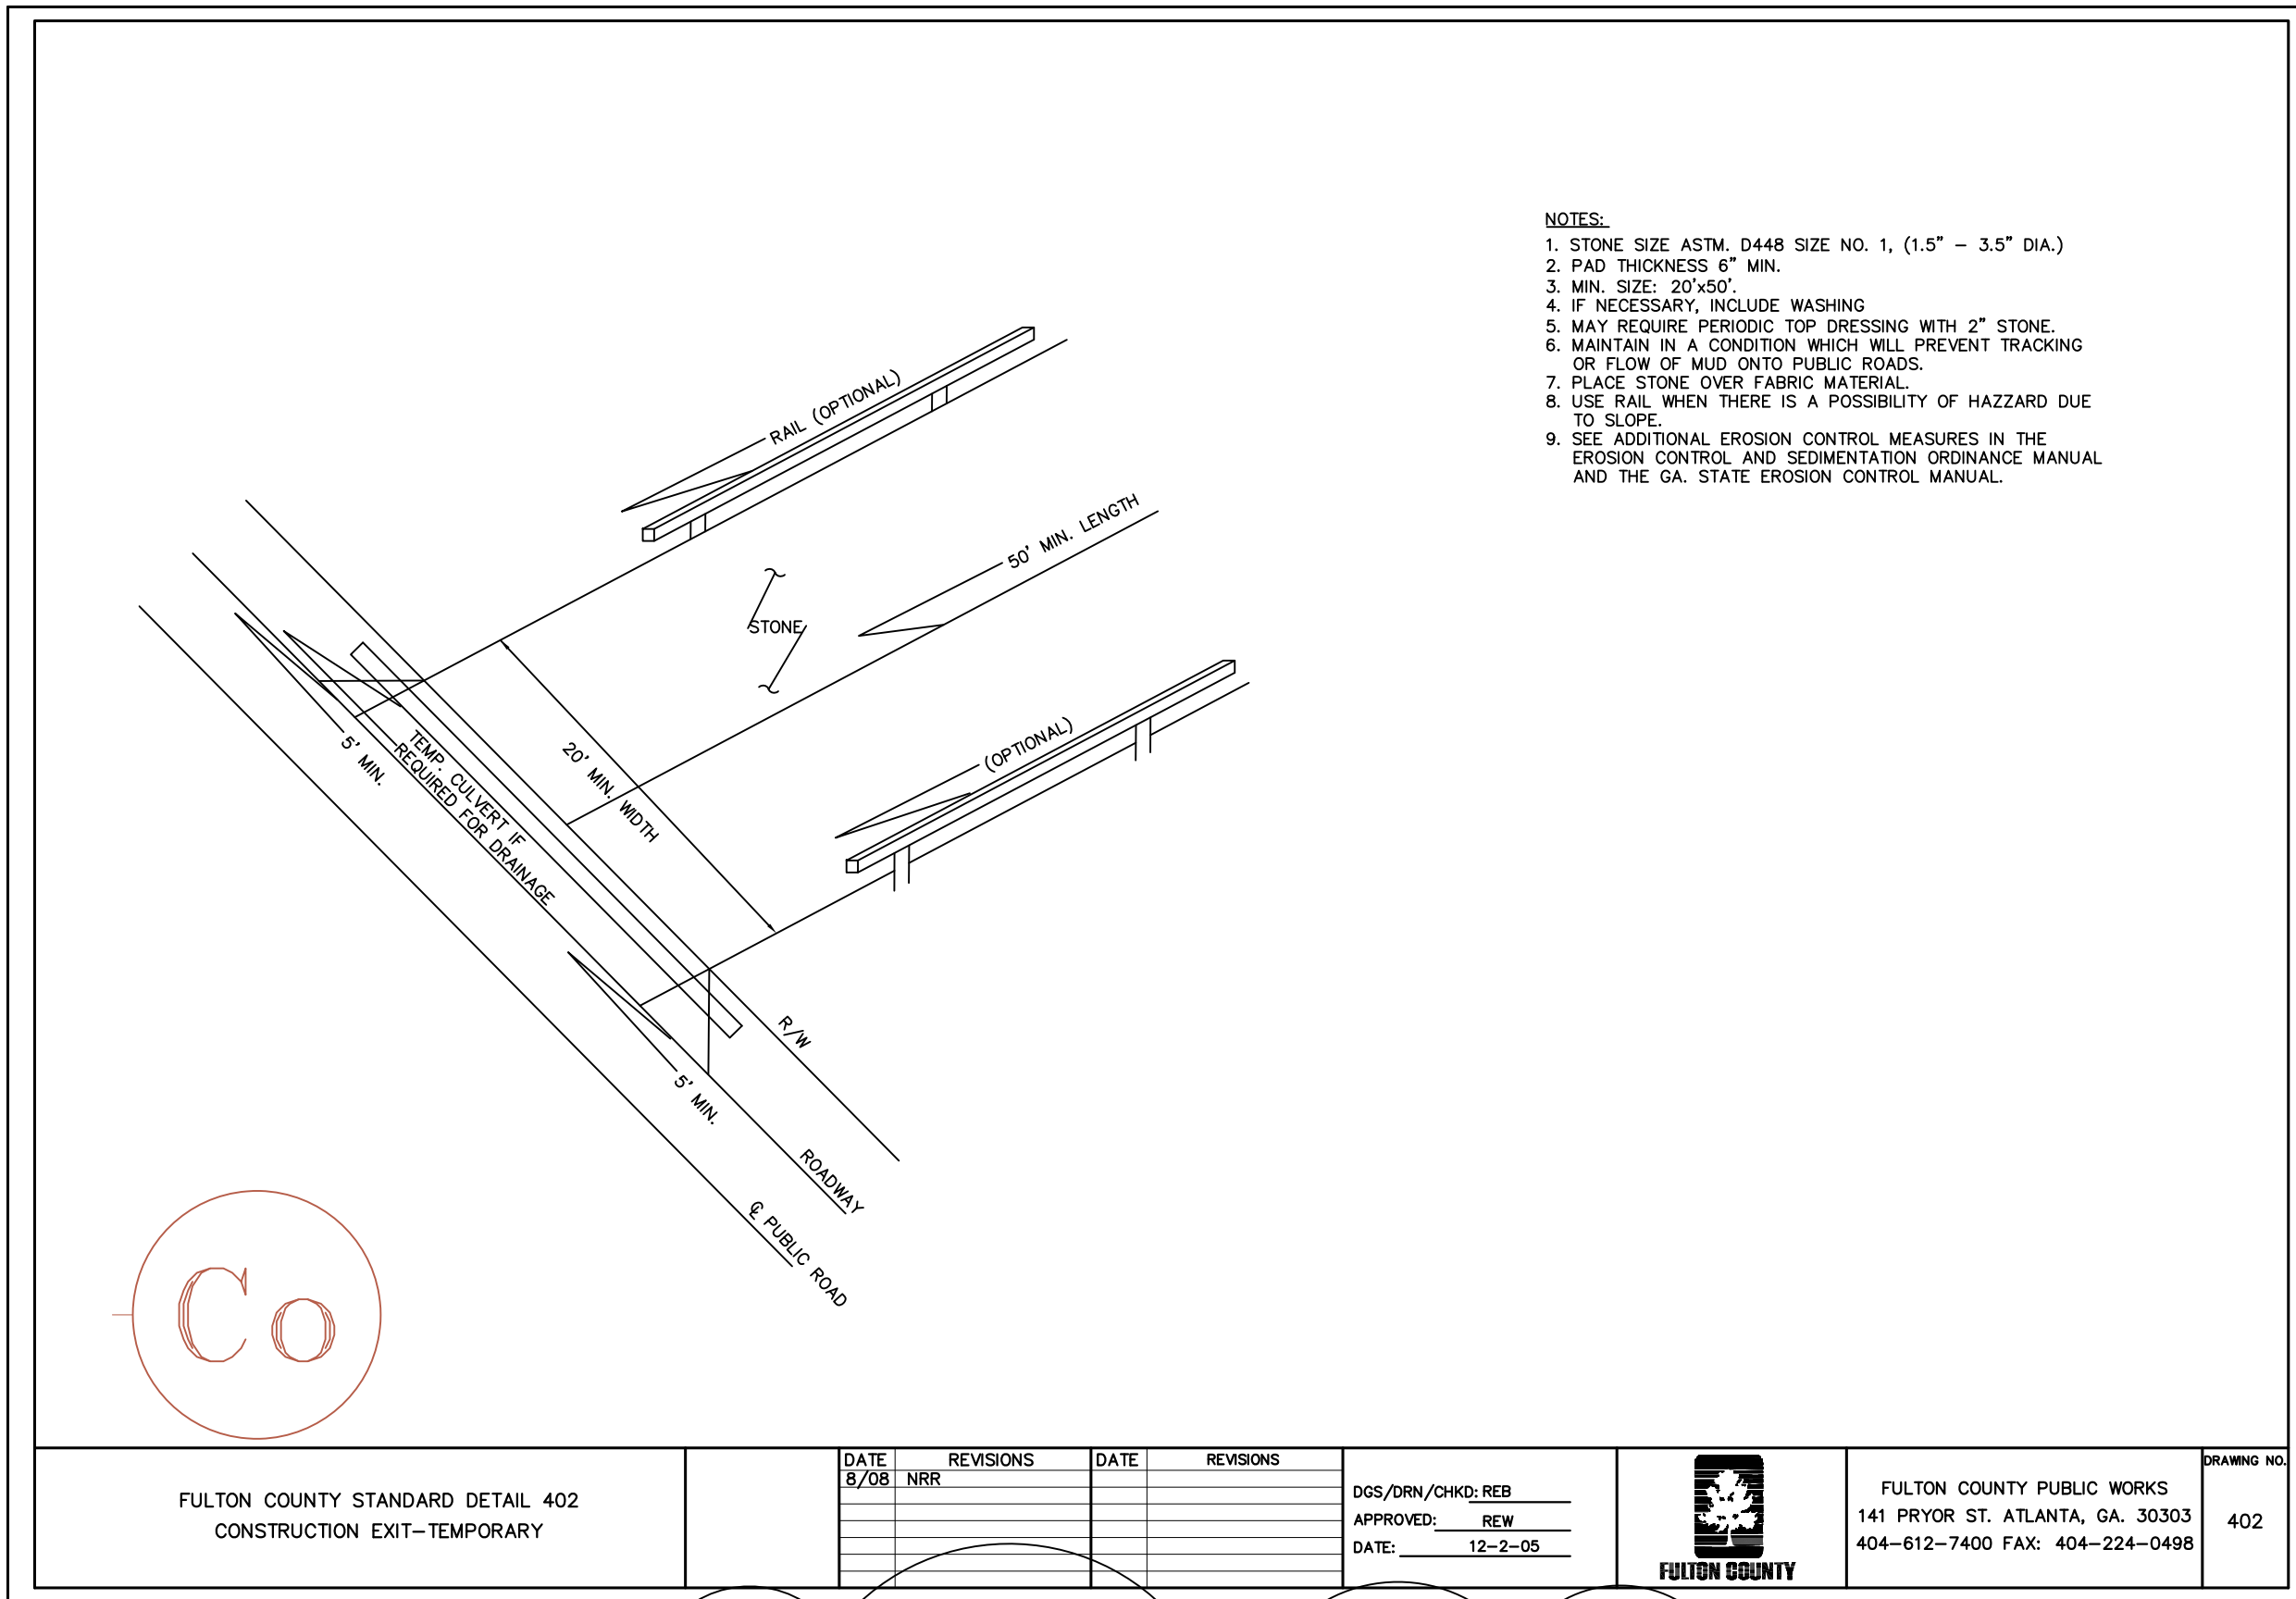 NOTES:
1. STONE SIZE ASTM. D448 SIZE NO. 1, (1.5" – 3.5" DIA.)
2. PAD THICKNESS 6" MIN.
3. MIN. SIZE: 20'x50'.
4. IF NECESSARY, INCLUDE WASHING
5. MAY REQUIRE PERIODIC TOP DRESSING WITH 2" STONE.
6. MAINTAIN IN A CONDITION WHICH WILL PREVENT TRACKING
OR FLOW OF MUD ONTO PUBLIC ROADS.
7. PLACE STONE OVER FABRIC MATERIAL.
8. USE RAIL WHEN THERE IS A POSSIBILITY OF HAZZARD DUE
TO SLOPE.
9. SEE ADDITIONAL EROSION CONTROL MEASURES IN THE
EROSION CONTROL AND SEDIMENTATION ORDINANCE MANUAL
AND THE GA. STATE EROSION CONTROL MANUAL.
RAIL (OPTIONAL)
50' MIN. LENGTH
STONE
(OPTIONAL)
20' MIN. WIDTH
5' MIN.
TEMP. CULVERT IF
REQUIRED FOR DRAINAGE
R/W
5' MIN.
ROADWAY
℄ PUBLIC ROAD
Co
FULTON COUNTY STANDARD DETAIL 402
CONSTRUCTION EXIT–TEMPORARY
DATE REVISIONS DATE REVISIONS
8/08 NRR
DGS/DRN/CHKD: REB
APPROVED: REW
DATE: 12–2–05
FULTON COUNTY
FULTON COUNTY PUBLIC WORKS
141 PRYOR ST. ATLANTA, GA. 30303
404–612–7400 FAX: 404–224–0498
DRAWING NO.
402